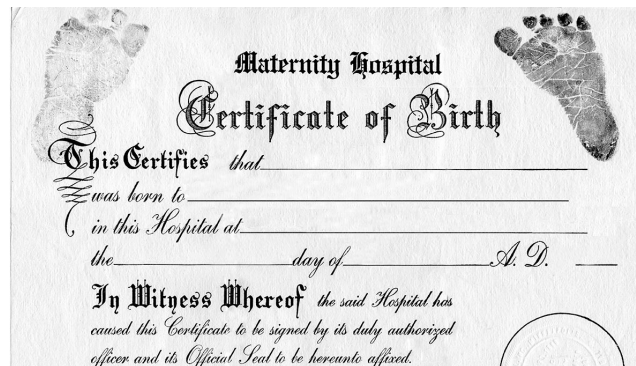 Maternity Hospital
Certificate of Birth
This Certifies that
was born to
in this Hospital at
the day of A. D.
In Witness Whereof the said Hospital has
caused this Certificate to be signed by its duly authorized
officer and its Official Seal to be hereunto affixed.